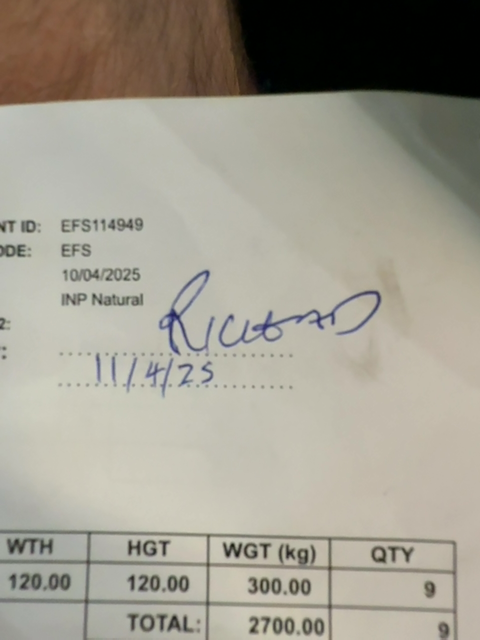 NT ID: EFS114949
ODE: EFS
10/04/2025
INP Natural
2:
RICHARD
:
11/4/25
WTH HGT WGT (kg) QTY
120.00 120.00 300.00 9
TOTAL: 2700.00 9